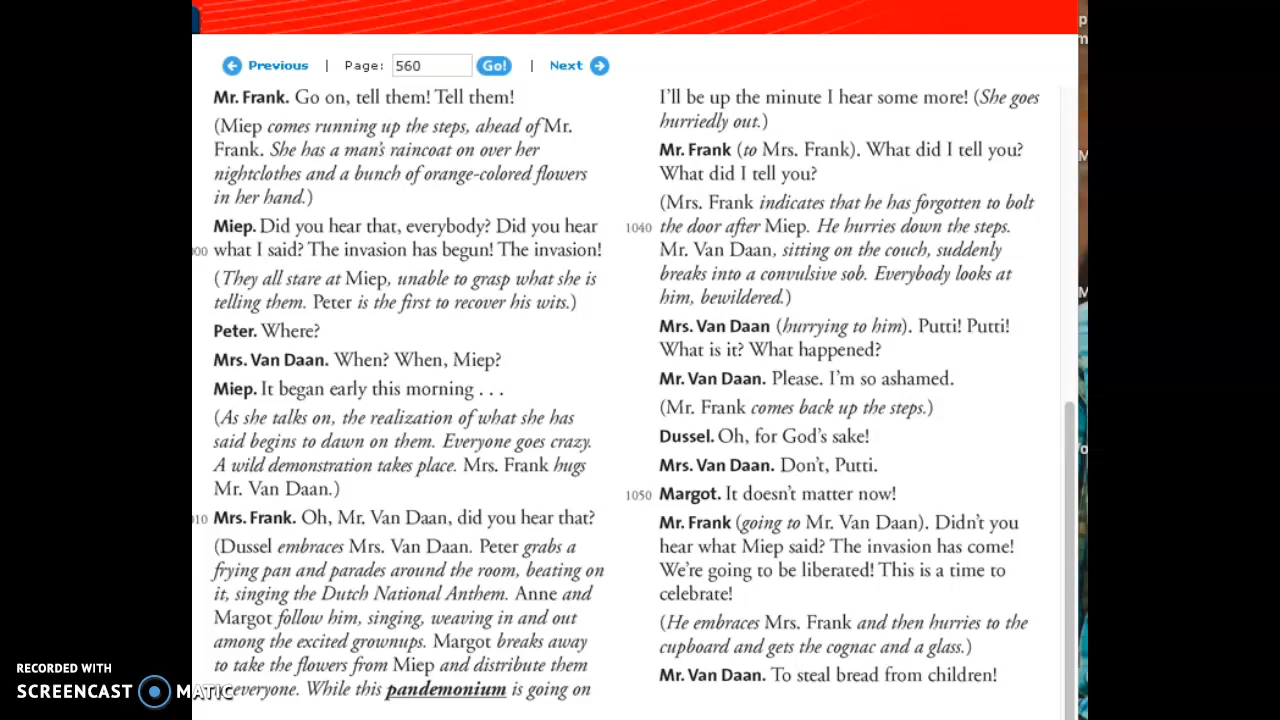 Previous | Page: 560 Go! | Next
Mr. Frank. Go on, tell them! Tell them!
(Miep comes running up the steps, ahead of Mr.
Frank. She has a man's raincoat on over her
nightclothes and a bunch of orange-colored flowers
in her hand.)
Miep. Did you hear that, everybody? Did you hear
what I said? The invasion has begun! The invasion!
(They all stare at Miep, unable to grasp what she is
telling them. Peter is the first to recover his wits.)
Peter. Where?
Mrs. Van Daan. When? When, Miep?
Miep. It began early this morning . . .
(As she talks on, the realization of what she has
said begins to dawn on them. Everyone goes crazy.
A wild demonstration takes place. Mrs. Frank hugs
Mr. Van Daan.)
Mrs. Frank. Oh, Mr. Van Daan, did you hear that?
(Dussel embraces Mrs. Van Daan. Peter grabs a
frying pan and parades around the room, beating on
it, singing the Dutch National Anthem. Anne and
Margot follow him, singing, weaving in and out
among the excited grownups. Margot breaks away
to take the flowers from Miep and distribute them
everyone. While this pandemonium is going on
I'll be up the minute I hear some more! (She goes
hurriedly out.)
Mr. Frank (to Mrs. Frank). What did I tell you?
What did I tell you?
(Mrs. Frank indicates that he has forgotten to bolt
1040 the door after Miep. He hurries down the steps.
Mr. Van Daan, sitting on the couch, suddenly
breaks into a convulsive sob. Everybody looks at
him, bewildered.)
Mrs. Van Daan (hurrying to him). Putti! Putti!
What is it? What happened?
Mr. Van Daan. Please. I'm so ashamed.
(Mr. Frank comes back up the steps.)
Dussel. Oh, for God's sake!
Mrs. Van Daan. Don't, Putti.
1050 Margot. It doesn't matter now!
Mr. Frank (going to Mr. Van Daan). Didn't you
hear what Miep said? The invasion has come!
We're going to be liberated! This is a time to
celebrate!
(He embraces Mrs. Frank and then hurries to the
cupboard and gets the cognac and a glass.)
Mr. Van Daan. To steal bread from children!
RECORDED WITH
SCREENCAST MATIC